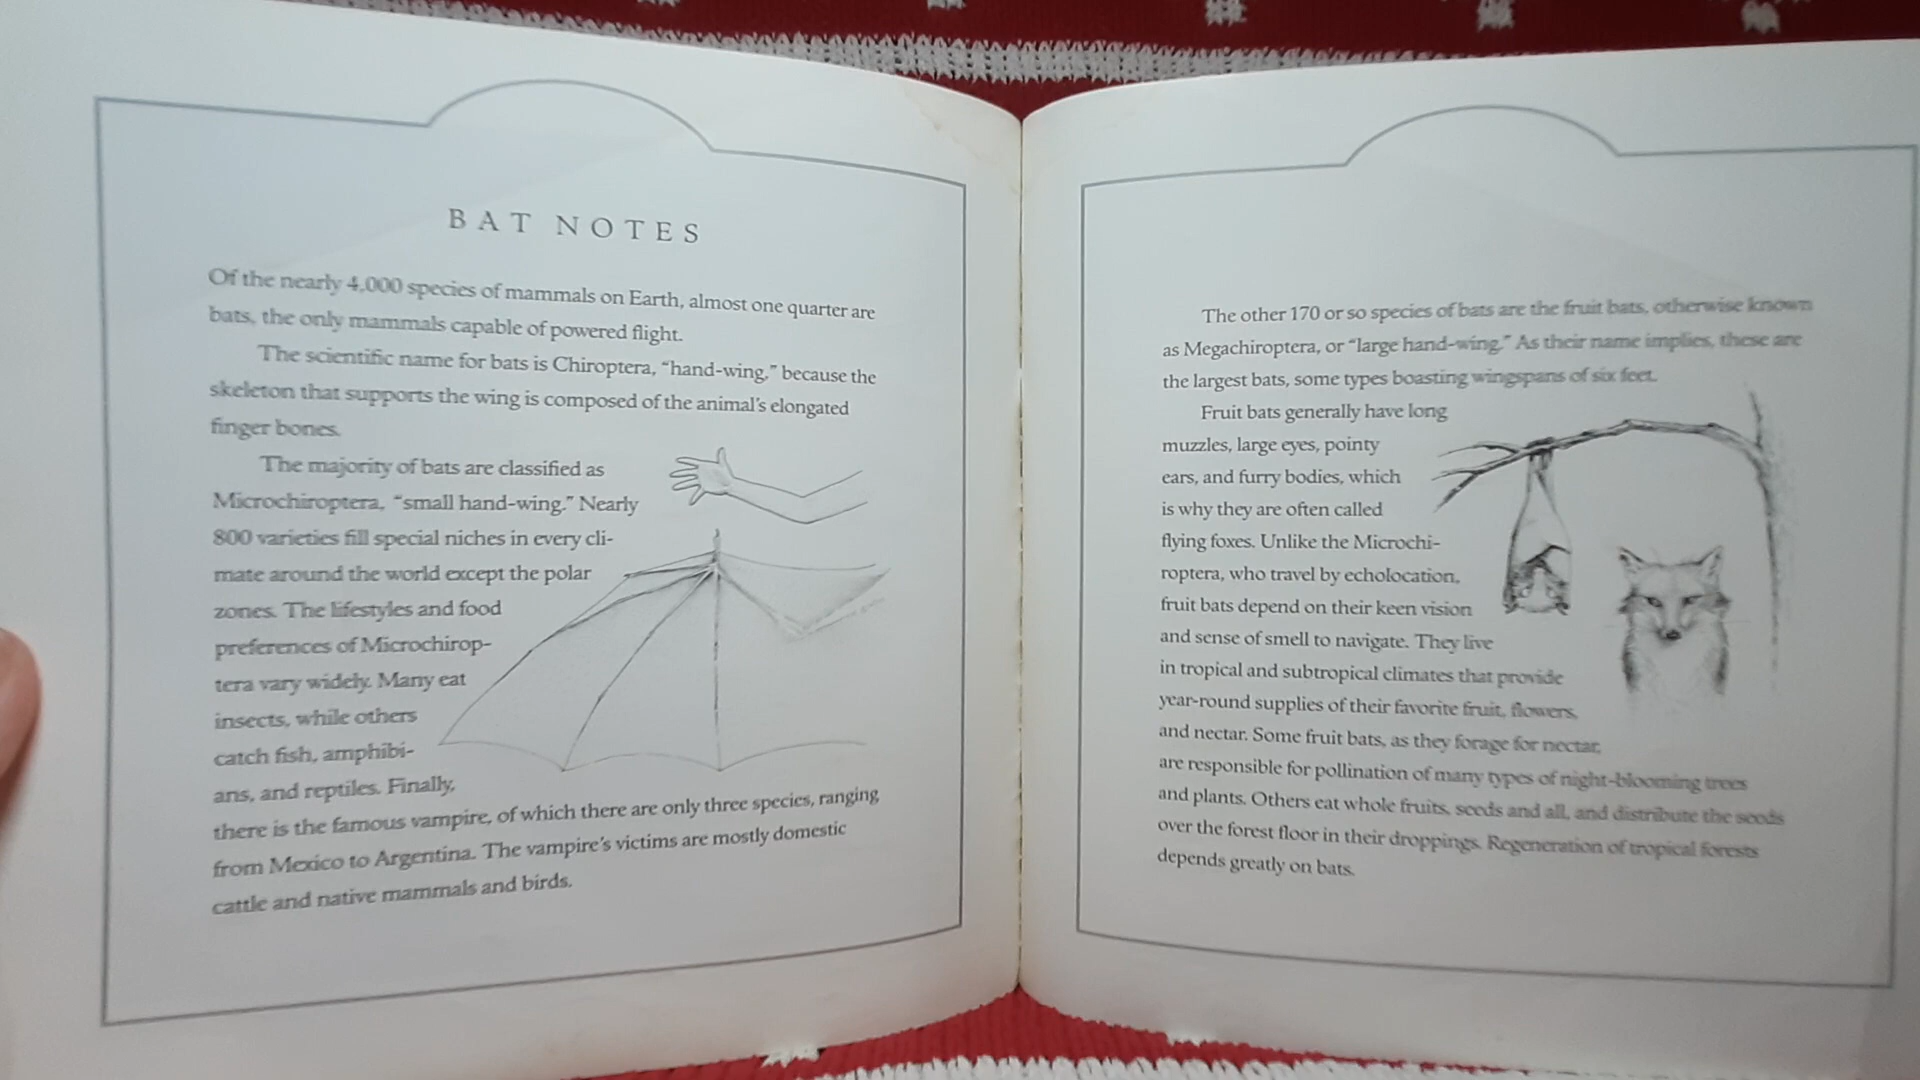 BAT NOTES
Of the nearly 4,000 species of mammals on Earth, almost one quarter are
bats, the only mammals capable of powered flight.
The scientific name for bats is Chiroptera, “hand-wing,” because the
skeleton that supports the wing is composed of the animal’s elongated
finger bones.
The majority of bats are classified as
Microchiroptera, “small hand-wing.” Nearly
800 varieties fill special niches in every cli-
mate around the world except the polar
zones. The lifestyles and food
preferences of Microchirop-
tera vary widely. Many eat
insects, while others
catch fish, amphibi-
ans, and reptiles. Finally,
there is the famous vampire, of which there are only three species, ranging
from Mexico to Argentina. The vampire’s victims are mostly domestic
cattle and native mammals and birds.
The other 170 or so species of bats are the fruit bats, otherwise known
as Megachiroptera, or “large hand-wing.” As their name implies, these are
the largest bats, some types boasting wingspans of six feet.
Fruit bats generally have long
muzzles, large eyes, pointy
ears, and furry bodies, which
is why they are often called
flying foxes. Unlike the Microchi-
roptera, who travel by echolocation,
fruit bats depend on their keen vision
and sense of smell to navigate. They live
in tropical and subtropical climates that provide
year-round supplies of their favorite fruit, flowers,
and nectar. Some fruit bats, as they forage for nectar,
are responsible for pollination of many types of night-blooming trees
and plants. Others eat whole fruits, seeds and all, and distribute the seeds
over the forest floor in their droppings. Regeneration of tropical forests
depends greatly on bats.